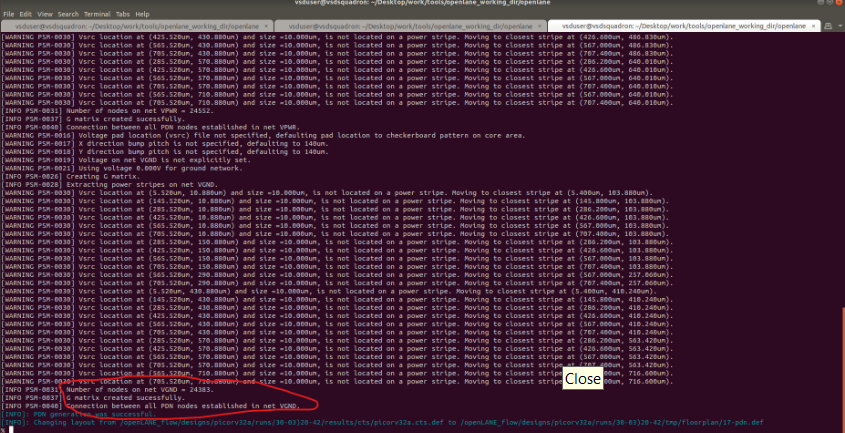 vsduser@vsdsquadron: ~/Desktop/work/tools/openlane_working_dir/openlane
File Edit View Search Terminal Tabs Help
vsduser@vsdsquadron: ~/Desktop/work/tools/openlane_working_dir/openlane × vsduser@vsdsquadron: ~/Desktop/work/tools/openlane_working_dir/openlane × vsduser@vsdsquadron: ~/Desktop/work/tools/openlane_working_dir/openlane ×
[WARNING PSM-0030] Vsrc location at (425.520um, 430.880um) and size =10.000um, is not located on a power stripe. Moving to closest stripe at (426.600um, 486.830um).
[WARNING PSM-0030] Vsrc location at (565.520um, 430.880um) and size =10.000um, is not located on a power stripe. Moving to closest stripe at (567.000um, 486.830um).
[WARNING PSM-0030] Vsrc location at (705.520um, 430.880um) and size =10.000um, is not located on a power stripe. Moving to closest stripe at (707.400um, 486.830um).
[WARNING PSM-0030] Vsrc location at (285.520um, 570.880um) and size =10.000um, is not located on a power stripe. Moving to closest stripe at (286.200um, 640.010um).
[WARNING PSM-0030] Vsrc location at (425.520um, 570.880um) and size =10.000um, is not located on a power stripe. Moving to closest stripe at (426.600um, 640.010um).
[WARNING PSM-0030] Vsrc location at (565.520um, 570.880um) and size =10.000um, is not located on a power stripe. Moving to closest stripe at (567.000um, 640.010um).
[WARNING PSM-0030] Vsrc location at (705.520um, 570.880um) and size =10.000um, is not located on a power stripe. Moving to closest stripe at (707.400um, 640.010um).
[WARNING PSM-0030] Vsrc location at (565.520um, 710.880um) and size =10.000um, is not located on a power stripe. Moving to closest stripe at (567.000um, 640.010um).
[WARNING PSM-0030] Vsrc location at (705.520um, 710.880um) and size =10.000um, is not located on a power stripe. Moving to closest stripe at (707.400um, 640.010um).
[INFO PSM-0031] Number of nodes on net VPWR = 24552.
[INFO PSM-0037] G matrix created sucessfully.
[INFO PSM-0040] Connection between all PDN nodes established in net VPWR.
[WARNING PSM-0016] Voltage pad location (vsrc) file not specified, defaulting pad location to checkerboard pattern on core area.
[WARNING PSM-0017] X direction bump pitch is not specified, defaulting to 140um.
[WARNING PSM-0018] Y direction bump pitch is not specified, defaulting to 140um.
[WARNING PSM-0019] Voltage on net VGND is not explicitly set.
[WARNING PSM-0021] Using voltage 0.000V for ground network.
[INFO PSM-0026] Creating G matrix.
[INFO PSM-0028] Extracting power stripes on net VGND.
[WARNING PSM-0030] Vsrc location at (5.520um, 10.880um) and size =10.000um, is not located on a power stripe. Moving to closest stripe at (5.400um, 103.880um).
[WARNING PSM-0030] Vsrc location at (145.520um, 10.880um) and size =10.000um, is not located on a power stripe. Moving to closest stripe at (145.800um, 103.880um).
[WARNING PSM-0030] Vsrc location at (285.520um, 10.880um) and size =10.000um, is not located on a power stripe. Moving to closest stripe at (286.200um, 103.880um).
[WARNING PSM-0030] Vsrc location at (425.520um, 10.880um) and size =10.000um, is not located on a power stripe. Moving to closest stripe at (426.600um, 103.880um).
[WARNING PSM-0030] Vsrc location at (565.520um, 10.880um) and size =10.000um, is not located on a power stripe. Moving to closest stripe at (567.000um, 103.880um).
[WARNING PSM-0030] Vsrc location at (705.520um, 10.880um) and size =10.000um, is not located on a power stripe. Moving to closest stripe at (707.400um, 103.880um).
[WARNING PSM-0030] Vsrc location at (285.520um, 150.880um) and size =10.000um, is not located on a power stripe. Moving to closest stripe at (286.200um, 103.880um).
[WARNING PSM-0030] Vsrc location at (425.520um, 150.880um) and size =10.000um, is not located on a power stripe. Moving to closest stripe at (426.600um, 103.880um).
[WARNING PSM-0030] Vsrc location at (565.520um, 150.880um) and size =10.000um, is not located on a power stripe. Moving to closest stripe at (567.000um, 103.880um).
[WARNING PSM-0030] Vsrc location at (705.520um, 150.880um) and size =10.000um, is not located on a power stripe. Moving to closest stripe at (707.400um, 103.880um).
[WARNING PSM-0030] Vsrc location at (565.520um, 290.880um) and size =10.000um, is not located on a power stripe. Moving to closest stripe at (567.000um, 257.060um).
[WARNING PSM-0030] Vsrc location at (705.520um, 290.880um) and size =10.000um, is not located on a power stripe. Moving to closest stripe at (707.400um, 257.060um).
[WARNING PSM-0030] Vsrc location at (5.520um, 430.880um) and size =10.000um, is not located on a power stripe. Moving to closest stripe at (5.400um, 410.240um).
[WARNING PSM-0030] Vsrc location at (145.520um, 430.880um) and size =10.000um, is not located on a power stripe. Moving to closest stripe at (145.800um, 410.240um).
[WARNING PSM-0030] Vsrc location at (285.520um, 430.880um) and size =10.000um, is not located on a power stripe. Moving to closest stripe at (286.200um, 410.240um).
[WARNING PSM-0030] Vsrc location at (425.520um, 430.880um) and size =10.000um, is not located on a power stripe. Moving to closest stripe at (426.600um, 410.240um).
[WARNING PSM-0030] Vsrc location at (565.520um, 430.880um) and size =10.000um, is not located on a power stripe. Moving to closest stripe at (567.000um, 410.240um).
[WARNING PSM-0030] Vsrc location at (705.520um, 430.880um) and size =10.000um, is not located on a power stripe. Moving to closest stripe at (707.400um, 410.240um).
[WARNING PSM-0030] Vsrc location at (285.520um, 570.880um) and size =10.000um, is not located on a power stripe. Moving to closest stripe at (286.200um, 563.420um).
[WARNING PSM-0030] Vsrc location at (425.520um, 570.880um) and size =10.000um, is not located on a power stripe. Moving to closest stripe at (426.600um, 563.420um).
[WARNING PSM-0030] Vsrc location at (565.520um, 570.880um) and size =10.000um, is not located on a power stripe. Moving to closest stripe at (567.000um, 563.420um).
[WARNING PSM-0030] Vsrc location at (705.520um, 570.880um) and size =10.000um, is not located on a power stripe. Moving to closest stripe at (707.400um, 563.420um).
[WARNING PSM-0030] Vsrc location at (565.520um, 710.880um) and size =10.000um, is not located on a power stripe. Moving to closest stripe at (567.000um, 716.600um).
[WARNING PSM-0030] Vsrc location at (705.520um, 710.880um) and size =10.000um, is not located on a power stripe. Moving to closest stripe at (707.400um, 716.600um).
[INFO PSM-0031] Number of nodes on net VGND = 24383.
[INFO PSM-0037] G matrix created sucessfully.
[INFO PSM-0040] Connection between all PDN nodes established in net VGND.
[INFO]: PDN generation was successful.
[INFO]: Changing layout from /openLANE_flow/designs/picorv32a/runs/30-03}20-42/results/cts/picorv32a.cts.def to /openLANE_flow/designs/picorv32a/runs/30-03}20-42/tmp/floorplan/17-pdn.def
%
Close